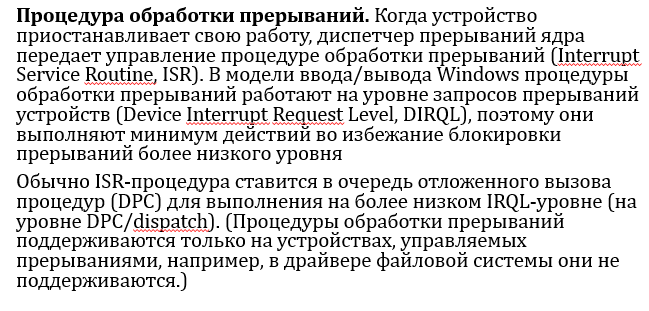 Процедура обработки прерываний. Когда устройство
приостанавливает свою работу, диспетчер прерываний ядра
передает управление процедуре обработки прерываний (Interrupt
Service Routine, ISR). В модели ввода/вывода Windows процедуры
обработки прерываний работают на уровне запросов прерываний
устройств (Device Interrupt Request Level, DIRQL), поэтому они
выполняют минимум действий во избежание блокировки
прерываний более низкого уровня
Обычно ISR-процедура ставится в очередь отложенного вызова
процедур (DPC) для выполнения на более низком IRQL-уровне (на
уровне DPC/dispatch). (Процедуры обработки прерываний
поддерживаются только на устройствах, управляемых
прерываниями, например, в драйвере файловой системы они не
поддерживаются.)